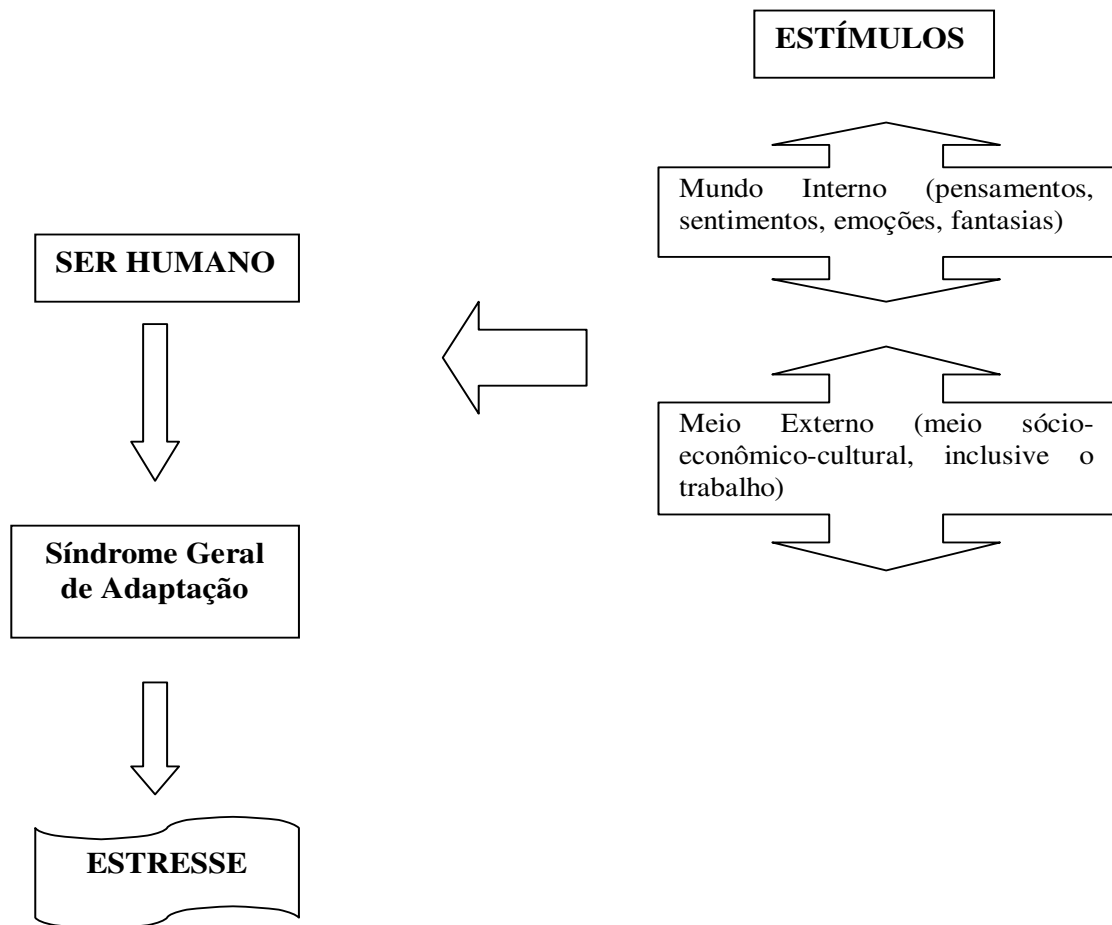 ESTÍMULOS
Mundo Interno (pensamentos,
sentimentos, emoções, fantasias)
SER HUMANO
Meio Externo (meio sócio-
econômico-cultural, inclusive o
trabalho)
Síndrome Geral
de Adaptação
ESTRESSE